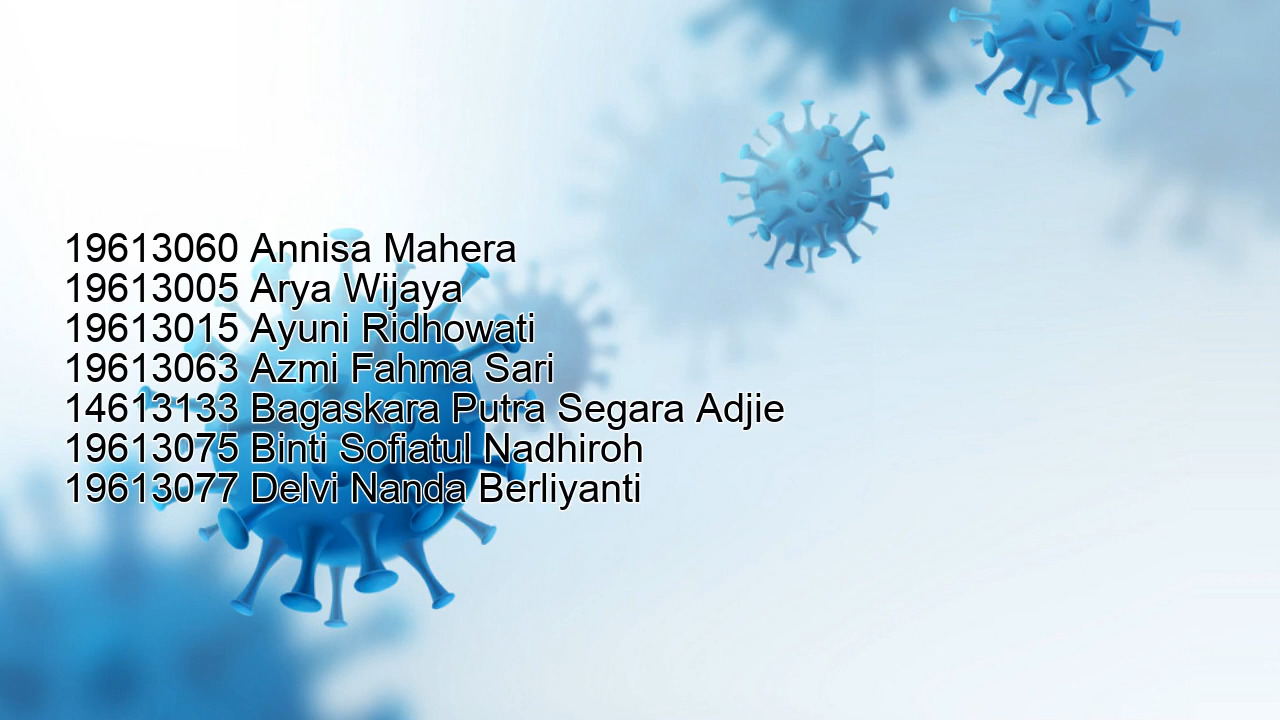 19613060 Annisa Mahera
19613005 Arya Wijaya
19613015 Ayuni Ridhowati
19613063 Azmi Fahma Sari
14613133 Bagaskara Putra Segara Adjie
19613075 Binti Sofiatul Nadhiroh
19613077 Delvi Nanda Berliyanti